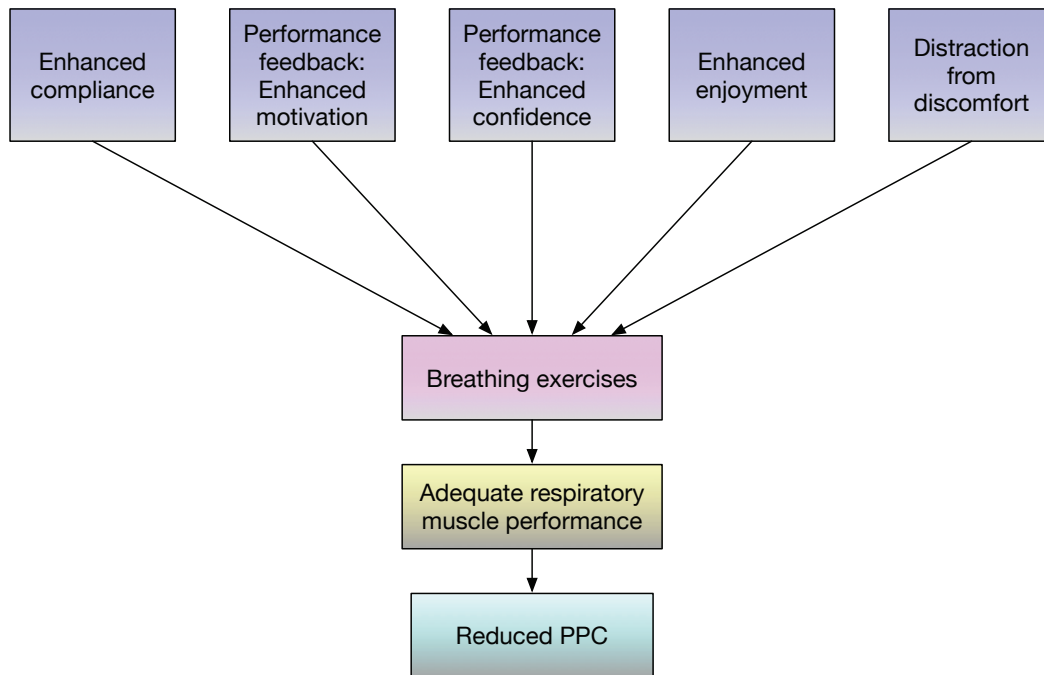 Enhanced
compliance
Performance
feedback:
Enhanced
motivation
Performance
feedback:
Enhanced
confidence
Enhanced
enjoyment
Distraction
from
discomfort
Breathing exercises
Adequate respiratory
muscle performance
Reduced PPC